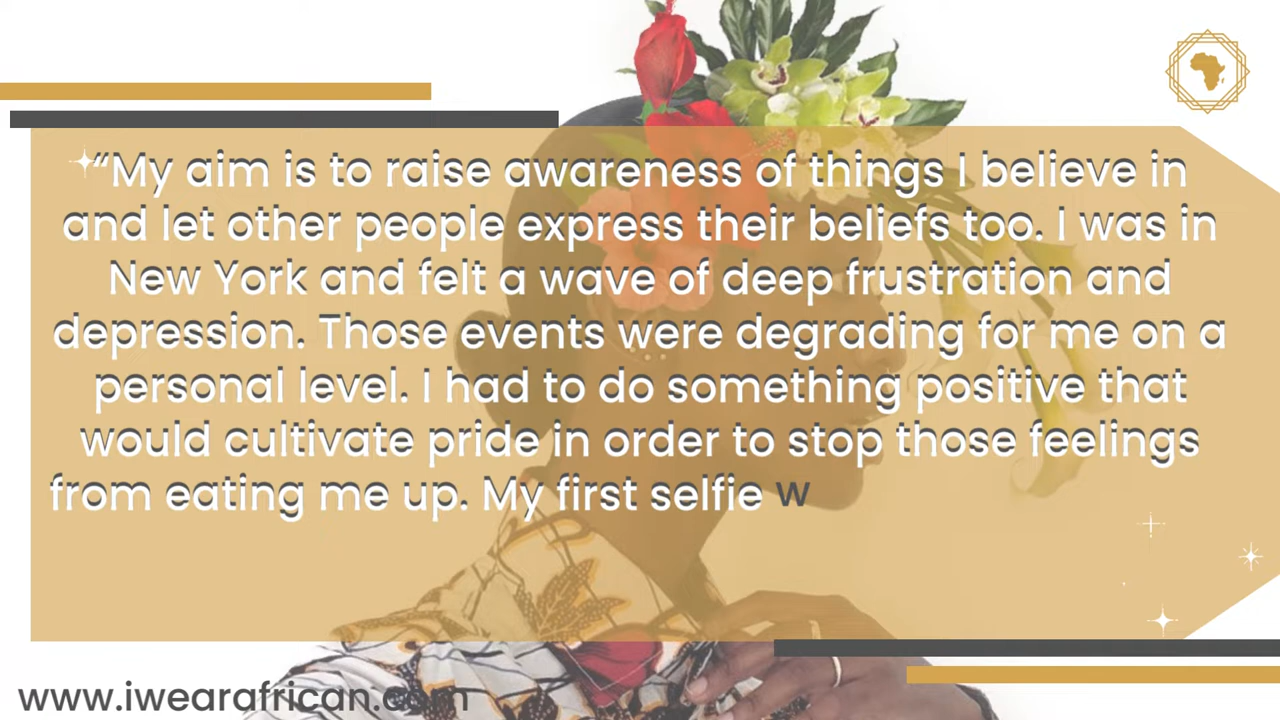 “My aim is to raise awareness of things I believe in
and let other people express their beliefs too. I was in
New York and felt a wave of deep frustration and
depression. Those events were degrading for me on a
personal level. I had to do something positive that
would cultivate pride in order to stop those feelings
from eating me up. My first selfie w
www.iwearafrican.com